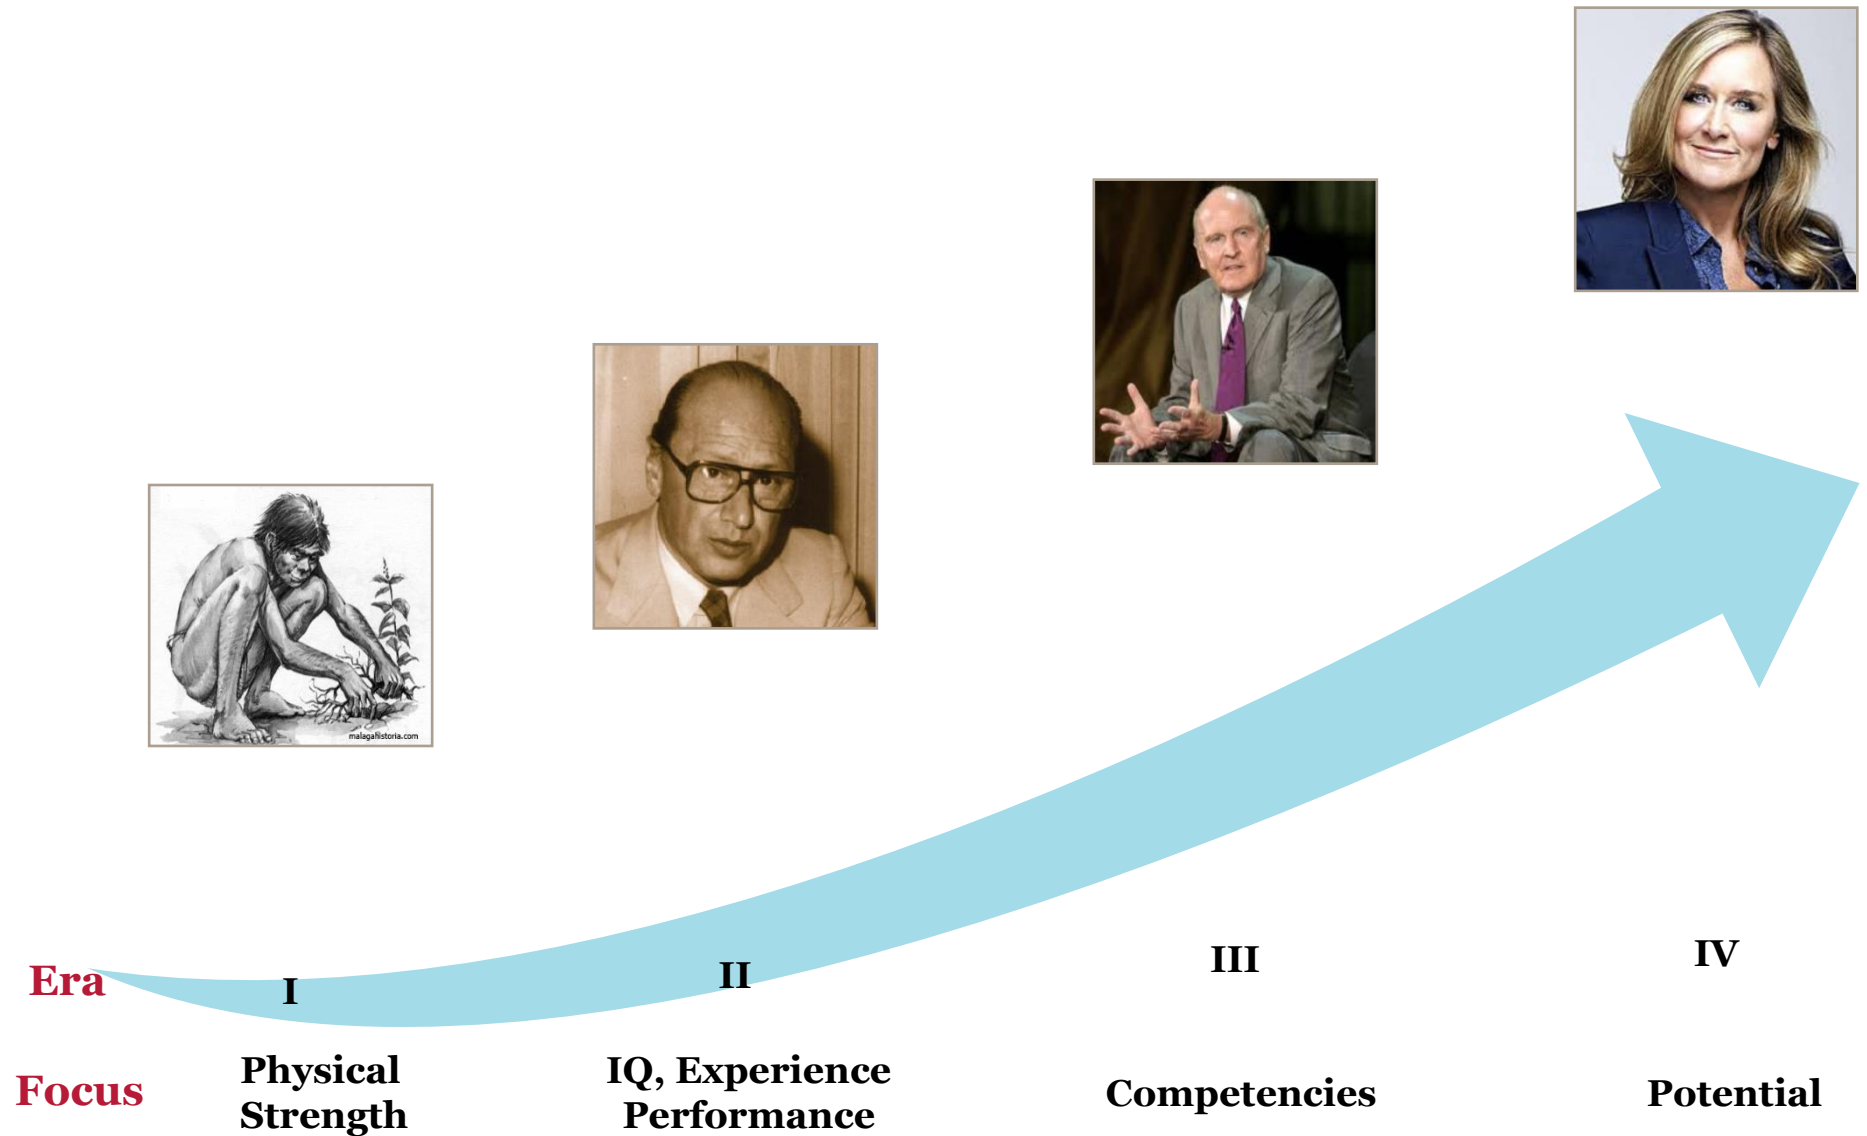 malagahistoria.com
Era
I
II
III
IV
Focus
Physical
Strength
IQ, Experience
Performance
Competencies
Potential